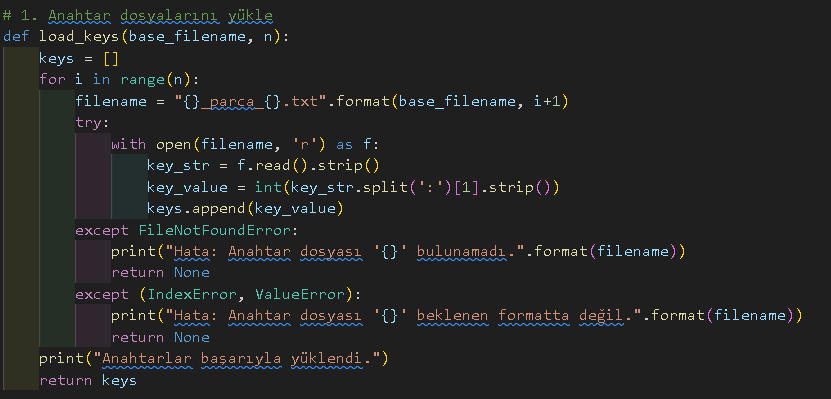 # 1. Anahtar dosyalarını yükle
def load_keys(base_filename, n):
    keys = []
    for i in range(n):
        filename = "{}_parca_{}.txt".format(base_filename, i+1)
        try:
            with open(filename, 'r') as f:
                key_str = f.read().strip()
                key_value = int(key_str.split(':')[1].strip())
                keys.append(key_value)
        except FileNotFoundError:
            print("Hata: Anahtar dosyası '{}' bulunamadı.".format(filename))
            return None
        except (IndexError, ValueError):
            print("Hata: Anahtar dosyası '{}' beklenen formatta değil.".format(filename))
            return None
    print("Anahtarlar başarıyla yüklendi.")
    return keys